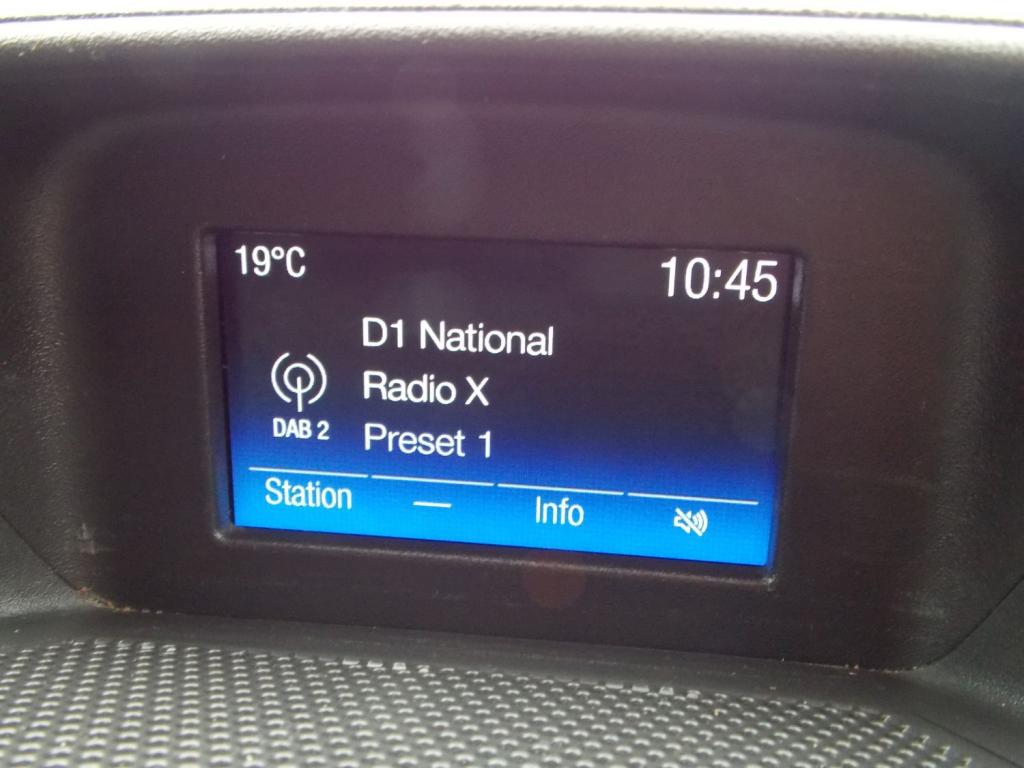 19°C
10:45
D1 National
Radio X
DAB 2
Preset 1
Station
—
Info